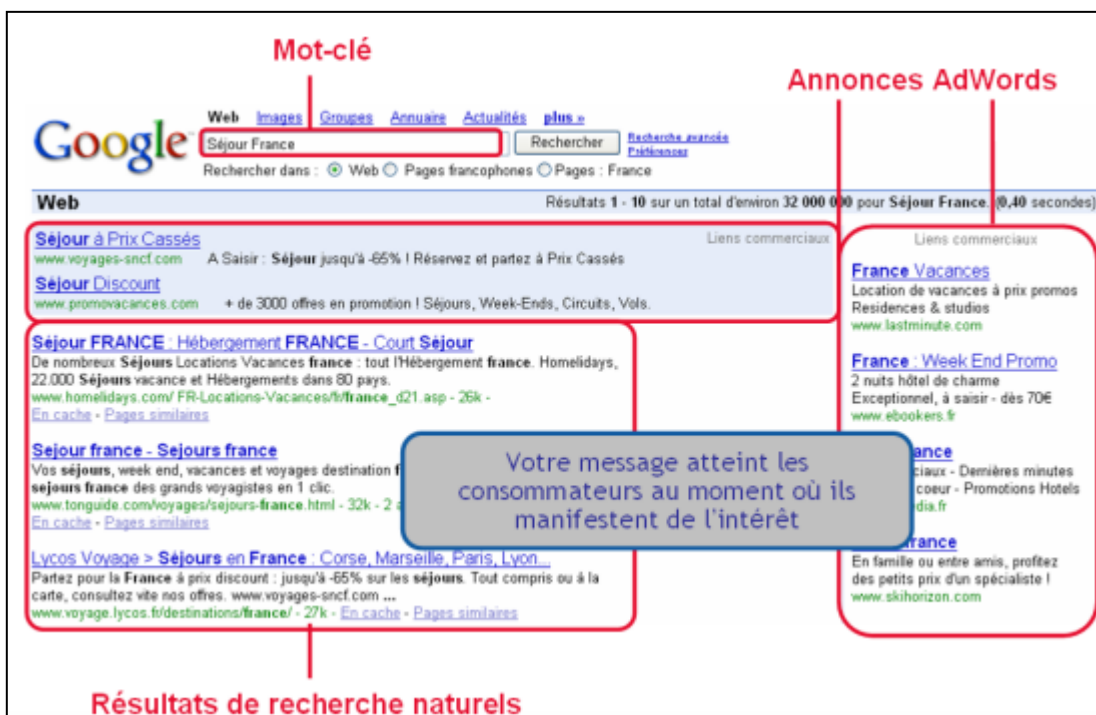 Mot-clé
Annonces AdWords
Google
Web Images Groupes Annuaire Actualités plus »
Séjour France
Rechercher
Recherche avancée
Préférences
Rechercher dans : Web Pages francophones Pages : France
Web
Résultats 1 - 10 sur un total d'environ 32 000 000 pour Séjour France. (0,40 secondes)
Séjour à Prix Cassés
Liens commerciaux
www.voyages-sncf.com A Saisir : Séjour jusqu'à -65% ! Réservez et partez à Prix Cassés
Séjour Discount
www.promovacances.com + de 3000 offres en promotion ! Séjours, Week-Ends, Circuits, Vols.
Séjour FRANCE : Hébergement FRANCE - Court Séjour
De nombreux Séjours Locations Vacances france : tout l'Hébergement france. Homelidays,
22.000 Séjours vacance et Hébergements dans 80 pays.
www.homelidays.com/ FR-Locations-Vacances/fr/france_d21.asp - 26k -
En cache - Pages similaires
Sejour france - Sejours france
Vos séjours, week end, vacances et voyages destination
sejours france des grands voyagistes en 1 clic.
www.tonguide.com/voyages/sejours-france.html - 32k - 2
En cache - Pages similaires
Lycos Voyage > Séjours en France : Corse, Marseille, Paris, Lyon...
Partez pour la France à prix discount : jusqu'à -65% sur les séjours. Tout compris ou à la
carte, consultez vite nos offres. www.voyages-sncf.com ...
www.voyage.lycos.fr/destinations/france/ - 27k - En cache - Pages similaires
Liens commerciaux
France Vacances
Location de vacances à prix promos
Residences & studios
www.lastminute.com
France : Week End Promo
2 nuits hôtel de charme
Exceptionnel, à saisir - dès 70€
www.ebookers.fr
ance
ciaux - Dernières minutes
coeur - Promotions Hotels
dia.fr
rance
En famille ou entre amis, profitez
des petits prix d'un spécialiste !
www.skihorizon.com
Votre message atteint les
consommateurs au moment où ils
manifestent de l'intérêt
Résultats de recherche naturels